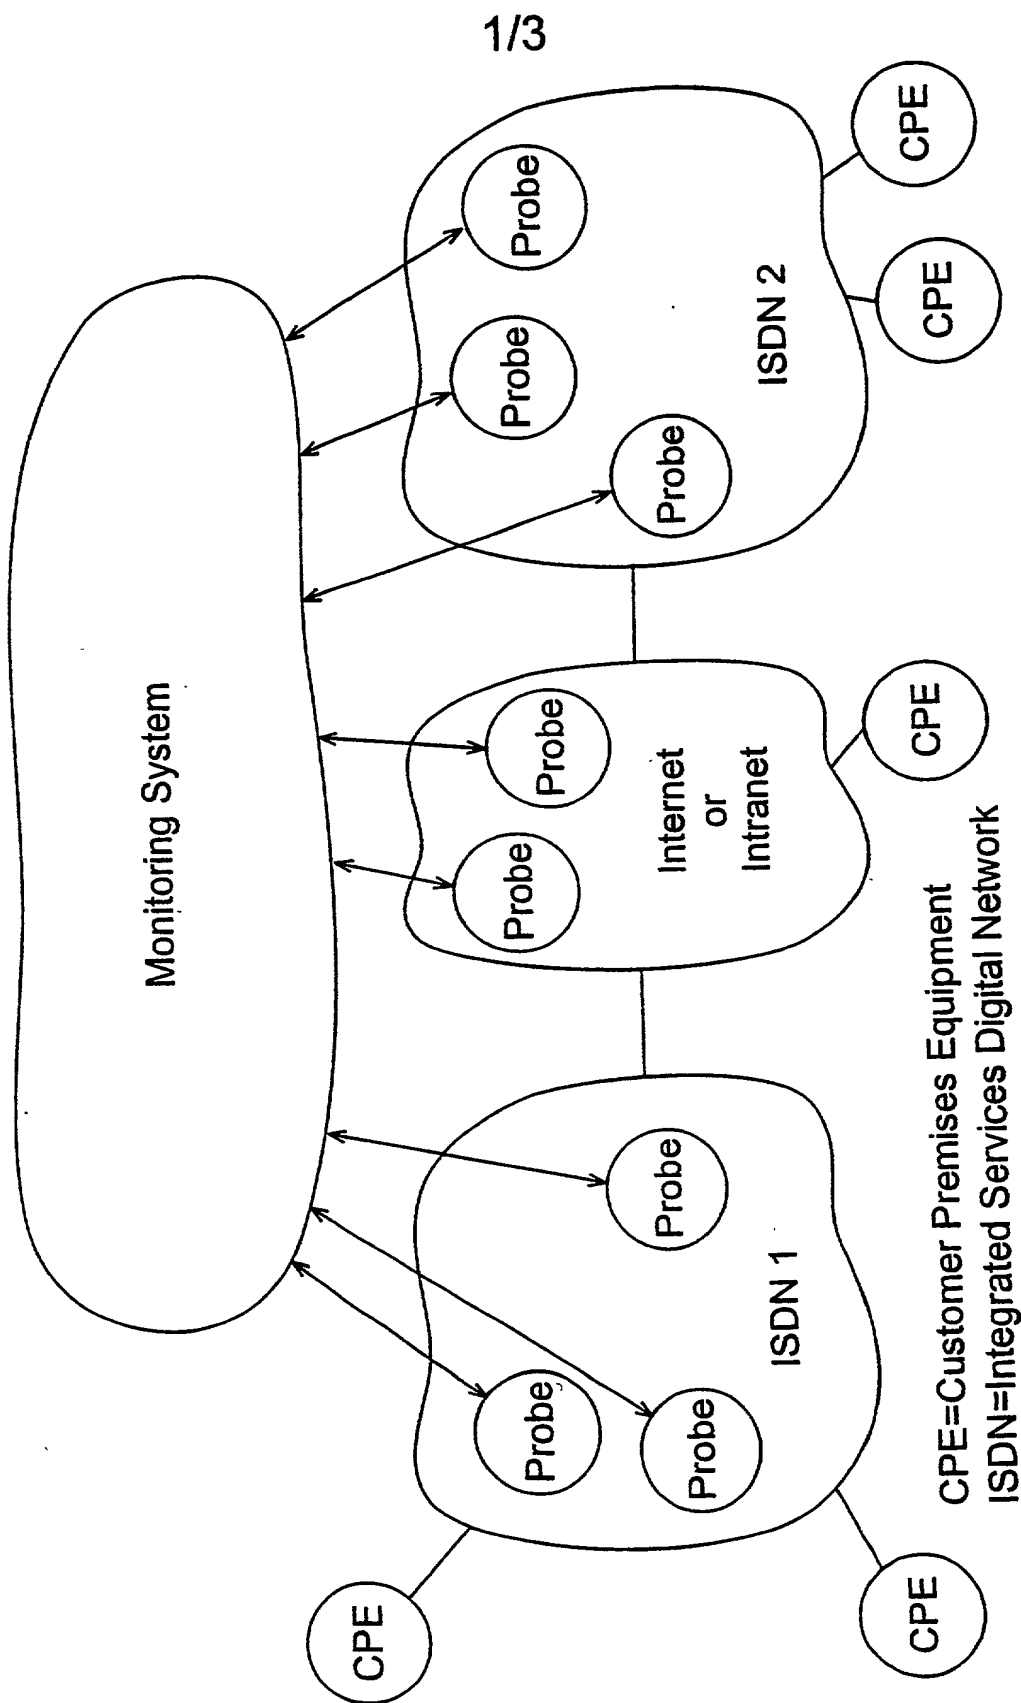 1/3
Monitoring System
Probe
Probe
Probe
ISDN 1
Probe
Probe
Internet
or
Intranet
Probe
Probe
Probe
ISDN 2
CPE
CPE
CPE
CPE
CPE
CPE=Customer Premises Equipment
ISDN=Integrated Services Digital Network